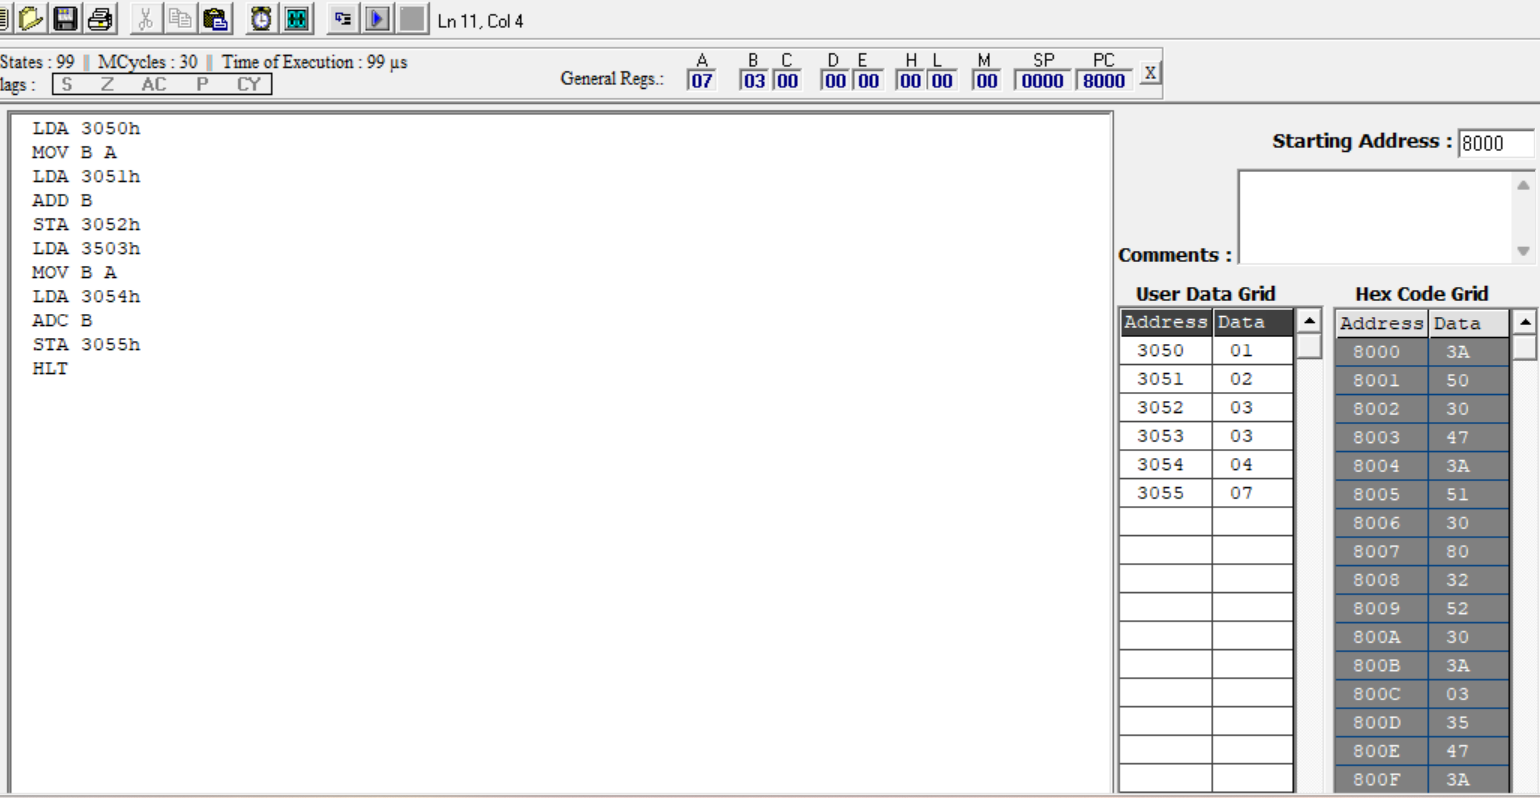 Ln 11, Col 4
States : 99 || MCycles : 30 || Time of Execution : 99 µs
lags : S Z AC P CY
General Regs.:
A B C D E H L M SP PC
07 03 00 00 00 00 00 00 0000 8000 X
LDA 3050h
MOV B A
LDA 3051h
ADD B
STA 3052h
LDA 3503h
MOV B A
LDA 3054h
ADC B
STA 3055h
HLT
Starting Address : 8000
Comments :
User Data Grid
Address Data
3050 01
3051 02
3052 03
3053 03
3054 04
3055 07
Hex Code Grid
Address Data
8000 3A
8001 50
8002 30
8003 47
8004 3A
8005 51
8006 30
8007 80
8008 32
8009 52
800A 30
800B 3A
800C 03
800D 35
800E 47
800F 3A